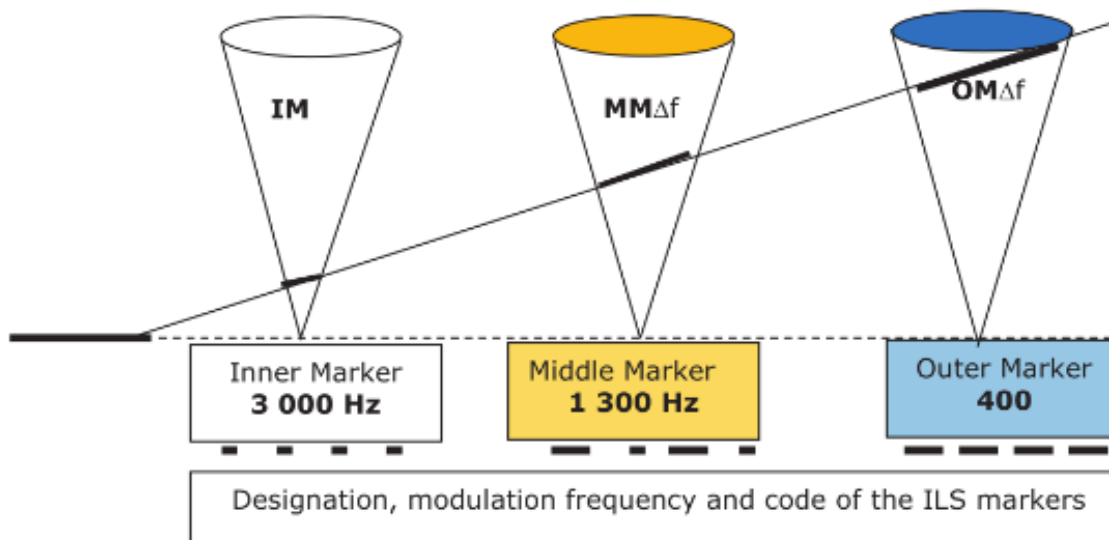 IM
MMΔf
OMΔf
Inner Marker
3 000 Hz
Middle Marker
1 300 Hz
Outer Marker
400
Designation, modulation frequency and code of the ILS markers